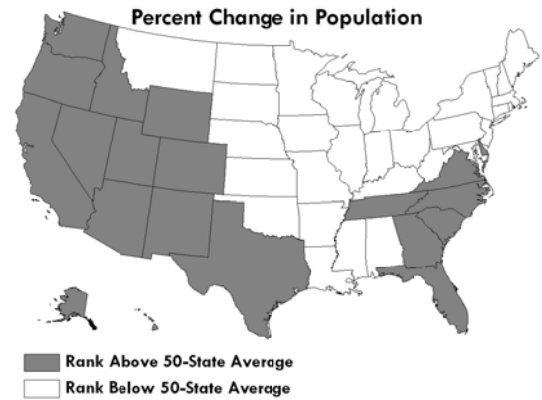 Percent Change in Population
Rank Above 50-State Average
Rank Below 50-State Average